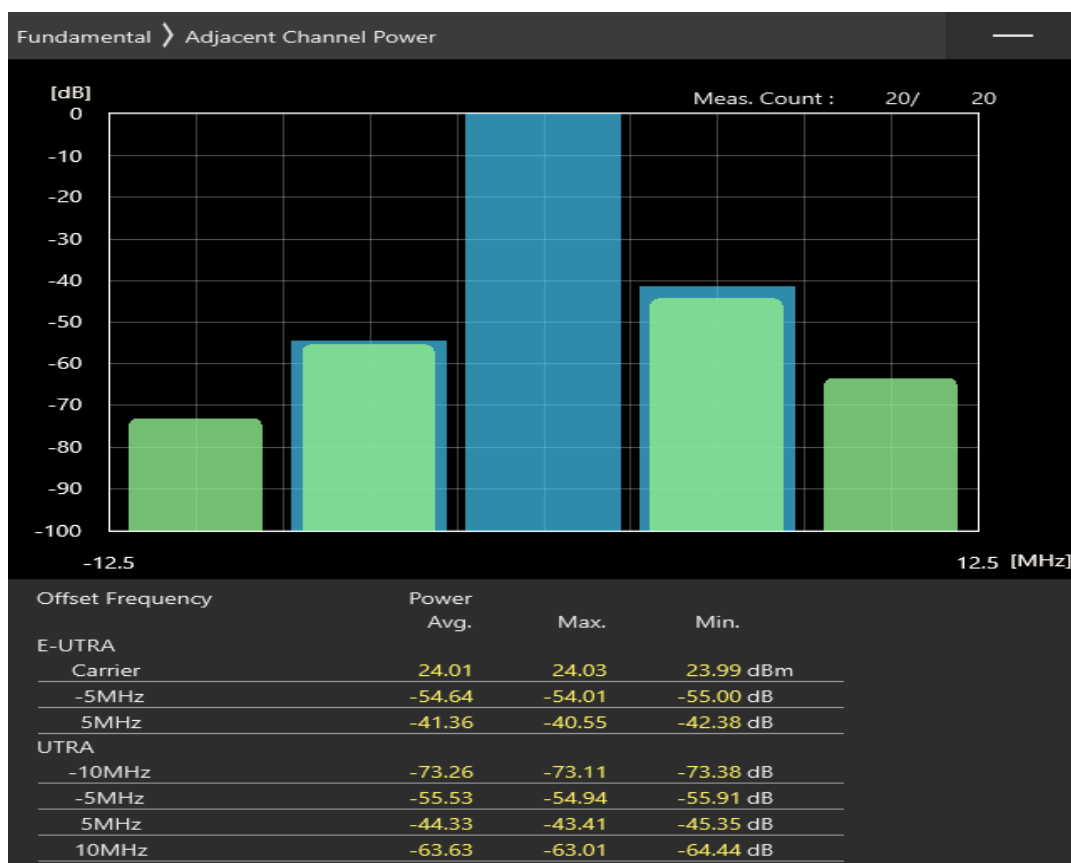 Fundamental ❯ Adjacent Channel Power
[dB]
Meas. Count : 20/ 20
0
-10
-20
-30
-40
-50
-60
-70
-80
-90
-100
-12.5 12.5 [MHz]
Offset Frequency Power
Avg. Max. Min.
E-UTRA
Carrier 24.01 24.03 23.99 dBm
-5MHz -54.64 -54.01 -55.00 dB
5MHz -41.36 -40.55 -42.38 dB
UTRA
-10MHz -73.26 -73.11 -73.38 dB
-5MHz -55.53 -54.94 -55.91 dB
5MHz -44.33 -43.41 -45.35 dB
10MHz -63.63 -63.01 -64.44 dB